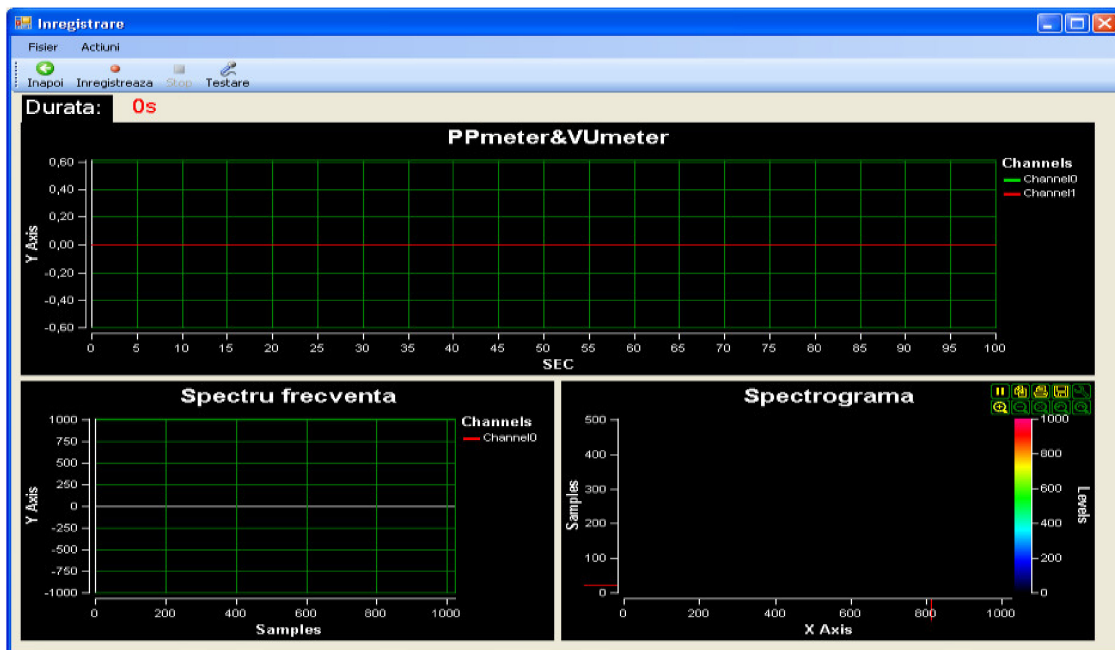 Inregistrare
Fisier Actiuni
Inapoi Inregistreaza Stop Testare
Durata: 0s
PPmeter&VUmeter
Y Axis
0,60
0,40
0,20
0,00
-0,20
-0,40
-0,60
0 5 10 15 20 25 30 35 40 45 50 55 60 65 70 75 80 85 90 95 100
SEC
Channels
Channel0
Channel1
Spectru frecventa
Y Axis
1000
750
500
250
0
-250
-500
-750
-1000
0 200 400 600 800 1000
Samples
Channels
Channel0
Spectrograma
Samples
500
400
300
200
100
0
0 200 400 600 800 1000
X Axis
1000
800
600
400
200
0
Levels